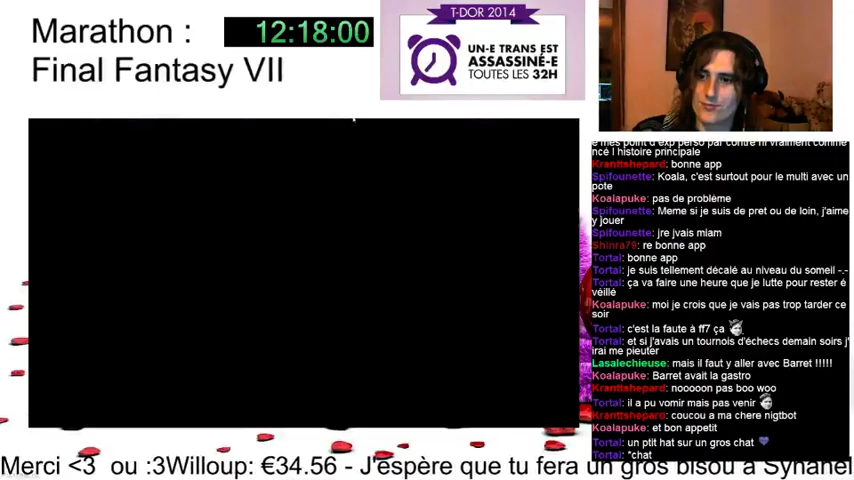 Marathon :
Final Fantasy VII
12:18:00
T-DOR 2014
UN-E TRANS EST
ASSASSINÉ-E
TOUTES LES 32H
e mes point d'exp perso par contre ni vraiment comme
ncé l histoire principale
Kranttshepard: bonne app
Spifounette: Koala, c'est surtout pour le multi avec un
pote
Koalapuke: pas de problème
Spifounette: Meme si je suis de pret ou de loin, j'aime
y jouer
Spifounette: jre jvais miam
Shinra79: re bonne app
Tortal: bonne app
Tortal: je suis tellement décalé au niveau du someil -.-
Tortal: ça va faire une heure que je lutte pour rester é
véillé
Koalapuke: moi je crois que je vais pas trop tarder ce
soir
Tortal: c'est la faute à ff7 ça
Tortal: et si j'avais un tournois d'échecs demain soirs j'
irai me pieuter
Lasalechieuse: mais il faut y aller avec Barret !!!!!
Koalapuke: Barret avait la gastro
Kranttshepard: nooooon pas boo woo
Tortal: il a pu vomir mais pas venir
Kranttshepard: coucou a ma chere nigtbot
Koalapuke: et bon appetit
Tortal: un ptit hat sur un gros chat
Tortal: *chat
Merci <3 ou :3Willoup: €34.56 - J'espère que tu fera un gros bisou à Synahel